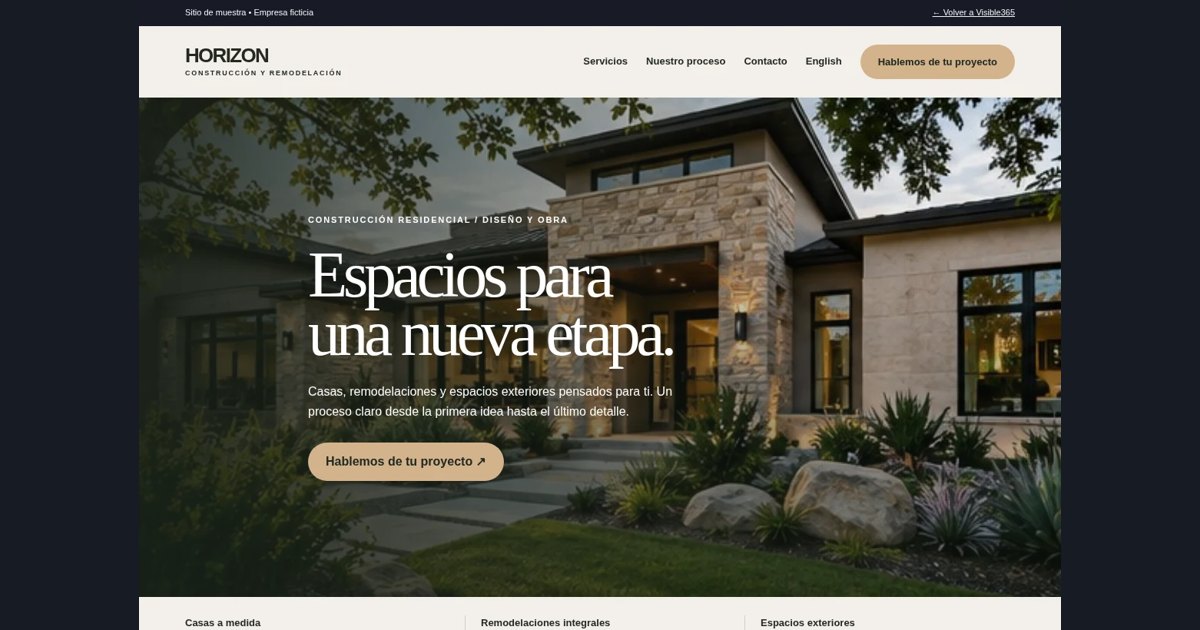 Sitio de muestra • Empresa ficticia
← Volver a Visible365
HORIZON
CONSTRUCCIÓN Y REMODELACIÓN
Servicios
Nuestro proceso
Contacto
English
Hablemos de tu proyecto
CONSTRUCCIÓN RESIDENCIAL / DISEÑO Y OBRA
Espacios para
una nueva etapa.
Casas, remodelaciones y espacios exteriores pensados para ti. Un
proceso claro desde la primera idea hasta el último detalle.
Hablemos de tu proyecto ↗
Casas a medida
Remodelaciones integrales
Espacios exteriores